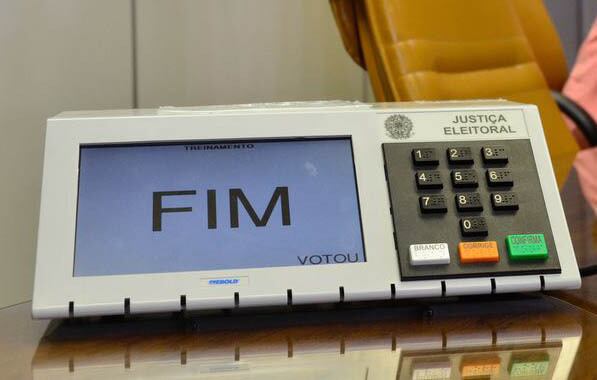 TREINAMENTO
FIM
VOTOU
DIEBOLD
JUSTIÇA
ELEITORAL
1 2 3
4 5 6
7 8 9
0
BRANCO CORRIGE CONFIRMA